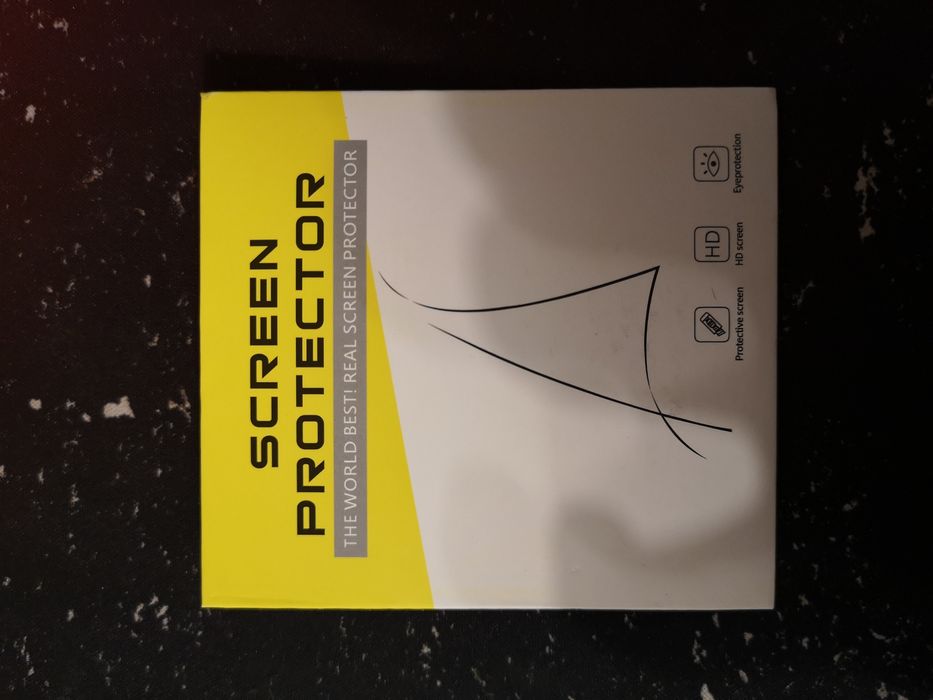 SCREEN
PROTECTOR
THE WORLD BEST! REAL SCREEN PROTECTOR
HD
Protective screen
HD screen
Eyeprotection